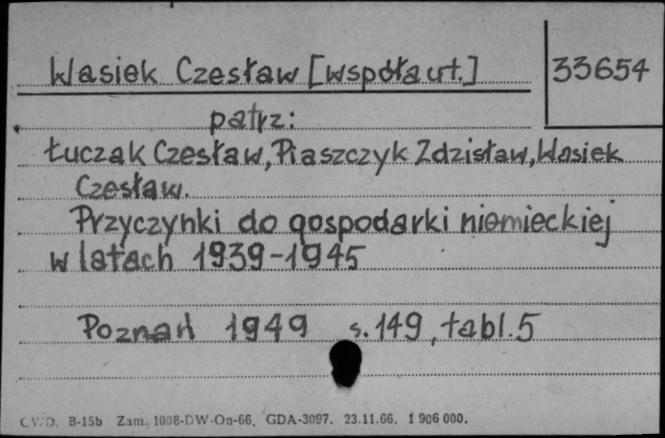 Wasiek Czesław [współaut.]
33654
patrz:
Łuczak Czesław, Piaszczyk Zdzisław, Wasiek
Czesław.
Przyczynki do gospodarki niemieckiej
w latach 1939-1945
Poznań 1949 s. 149, tabl. 5
CWD. B-15b Zam. 1098-DW-On-66. GDA-3097. 23.11.66. 1 906 000.